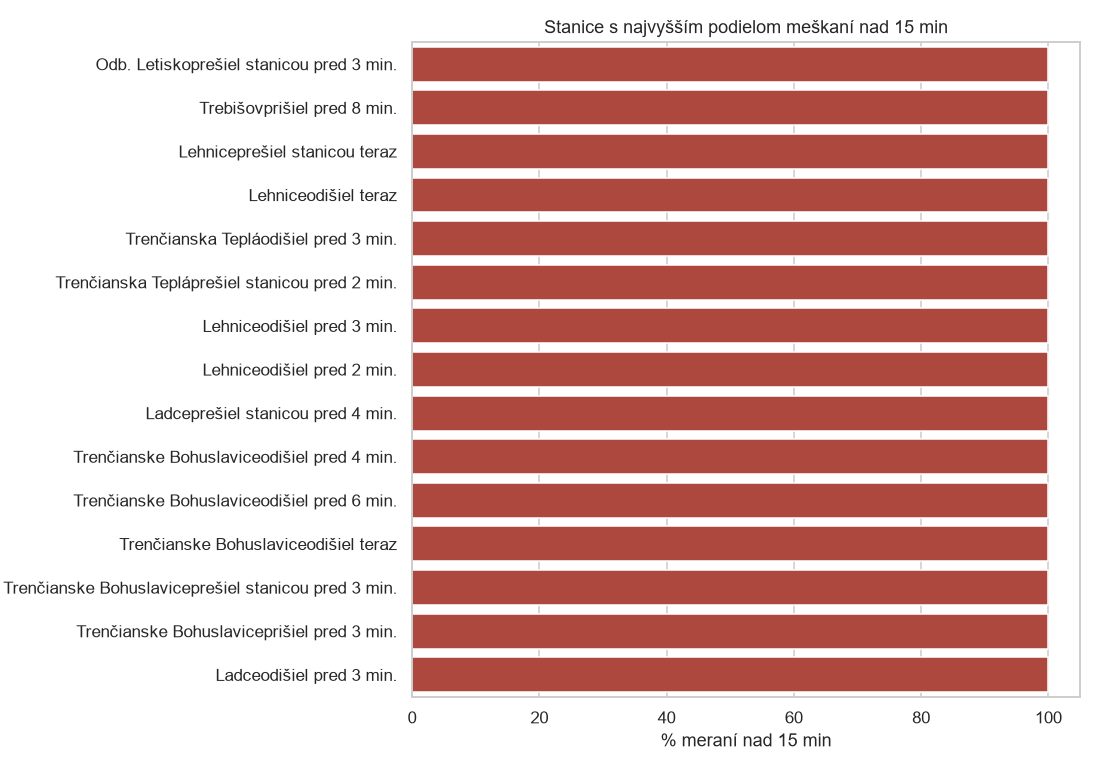 Stanice s najvyšším podielom meškaní nad 15 min
Odb. Letiskoprešiel stanicou pred 3 min.
Trebišovprišiel pred 8 min.
Lehniceprešiel stanicou teraz
Lehniceodišiel teraz
Trenčianska Tepláodišiel pred 3 min.
Trenčianska Tepláprešiel stanicou pred 2 min.
Lehniceodišiel pred 3 min.
Lehniceodišiel pred 2 min.
Ladceprešiel stanicou pred 4 min.
Trenčianske Bohuslaviceodišiel pred 4 min.
Trenčianske Bohuslaviceodišiel pred 6 min.
Trenčianske Bohuslaviceodišiel teraz
Trenčianske Bohuslaviceprešiel stanicou pred 3 min.
Trenčianske Bohuslaviceprišiel pred 3 min.
Ladceodišiel pred 3 min.
0 20 40 60 80 100
% meraní nad 15 min